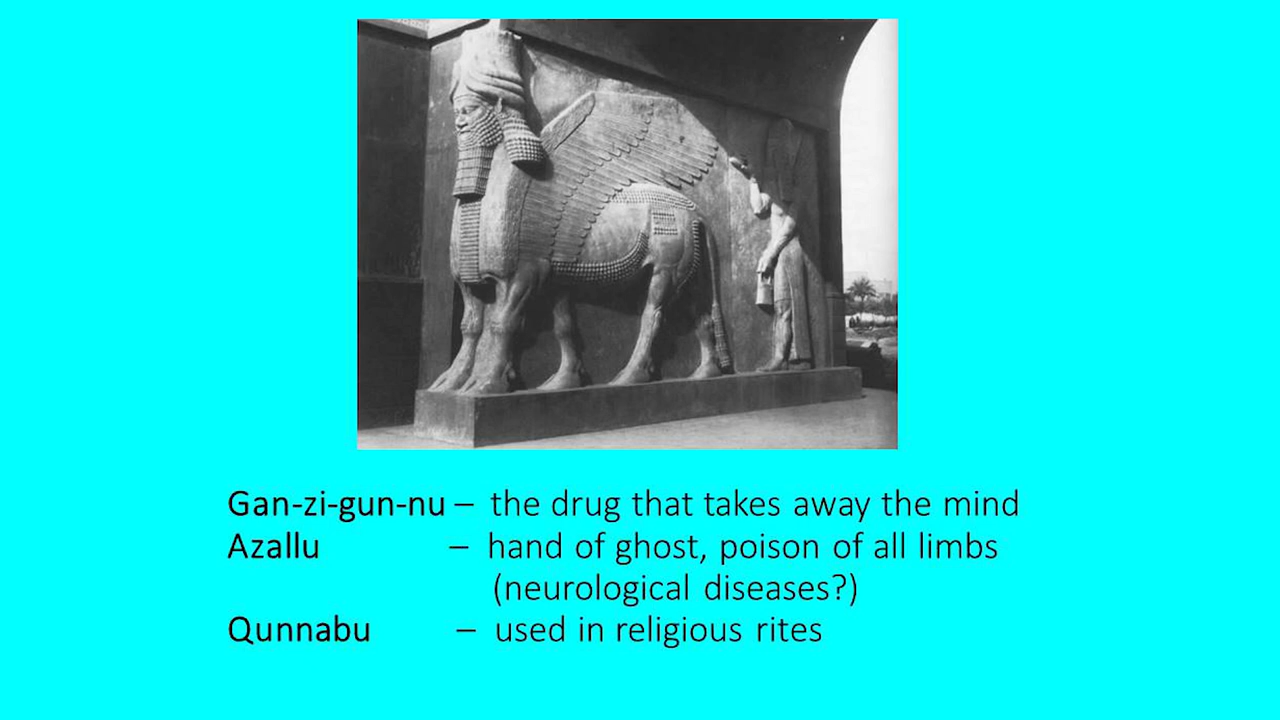 Gan-zi-gun-nu – the drug that takes away the mind
Azallu – hand of ghost, poison of all limbs
(neurological diseases?)
Qunnabu – used in religious rites